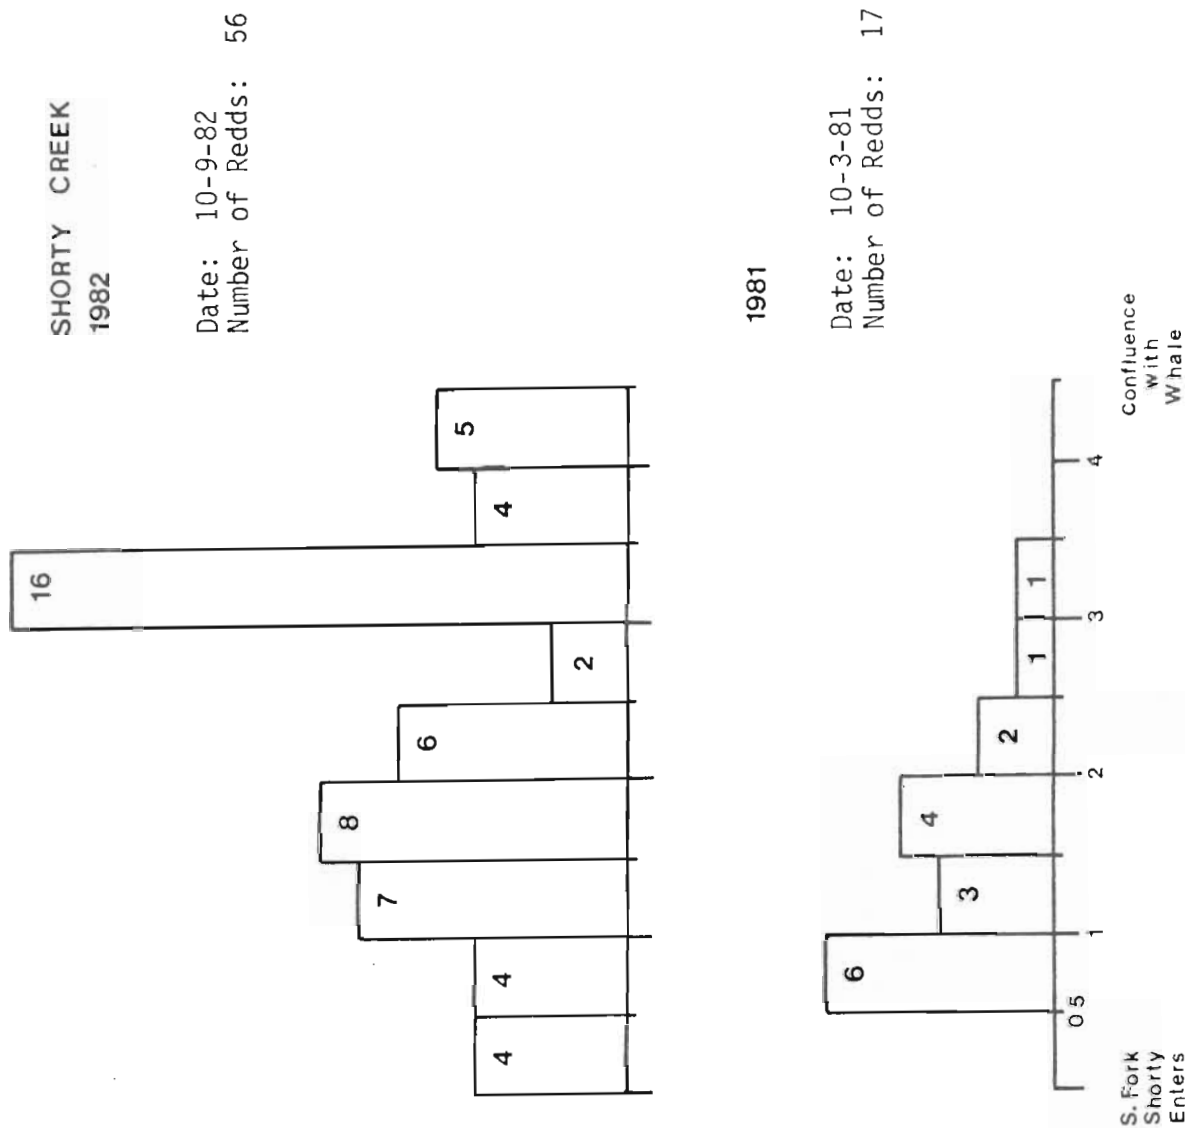 SHORTY CREEK
1982
Date: 10-9-82
Number of Redds: 56
4
4
7
8
6
2
16
4
5
1981
Date: 10-3-81
Number of Redds: 17
6
3
4
2
1
1
0 5
1
2
3
4
S. Fork
Shorty
Enters
Confluence
with
Whale